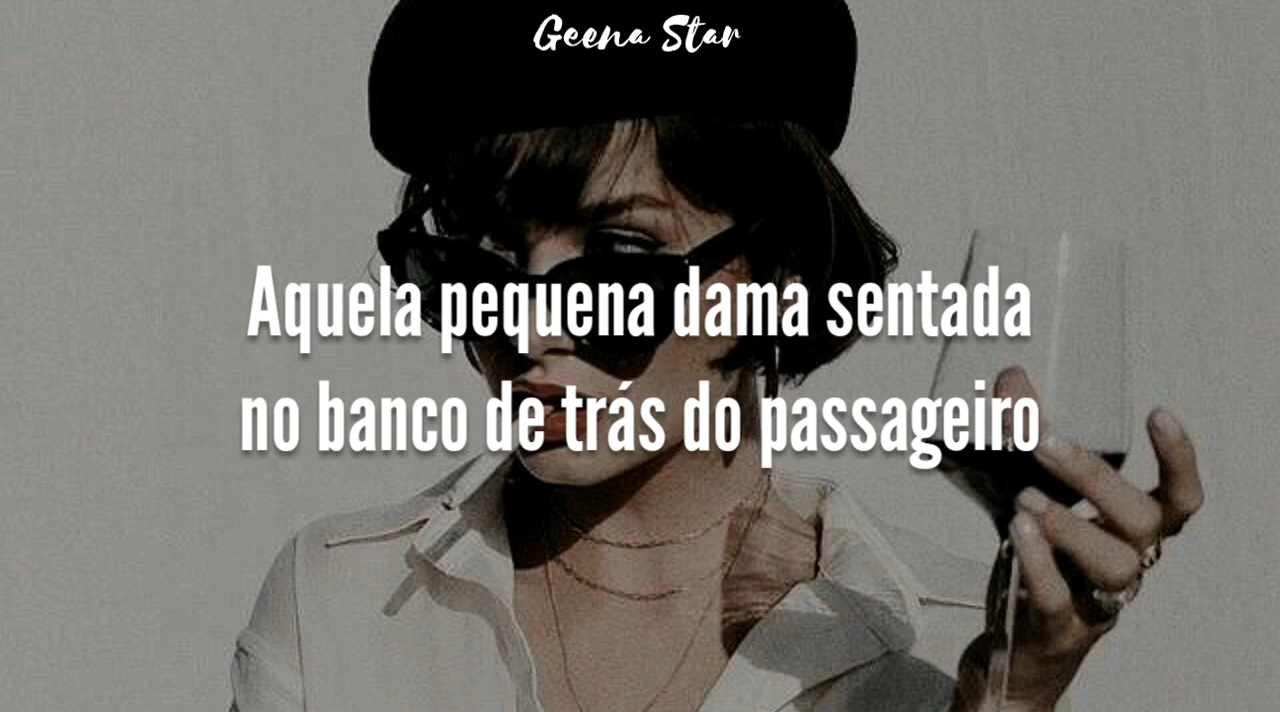 Geena Star
Aquela pequena dama sentada
no banco de trás do passageiro